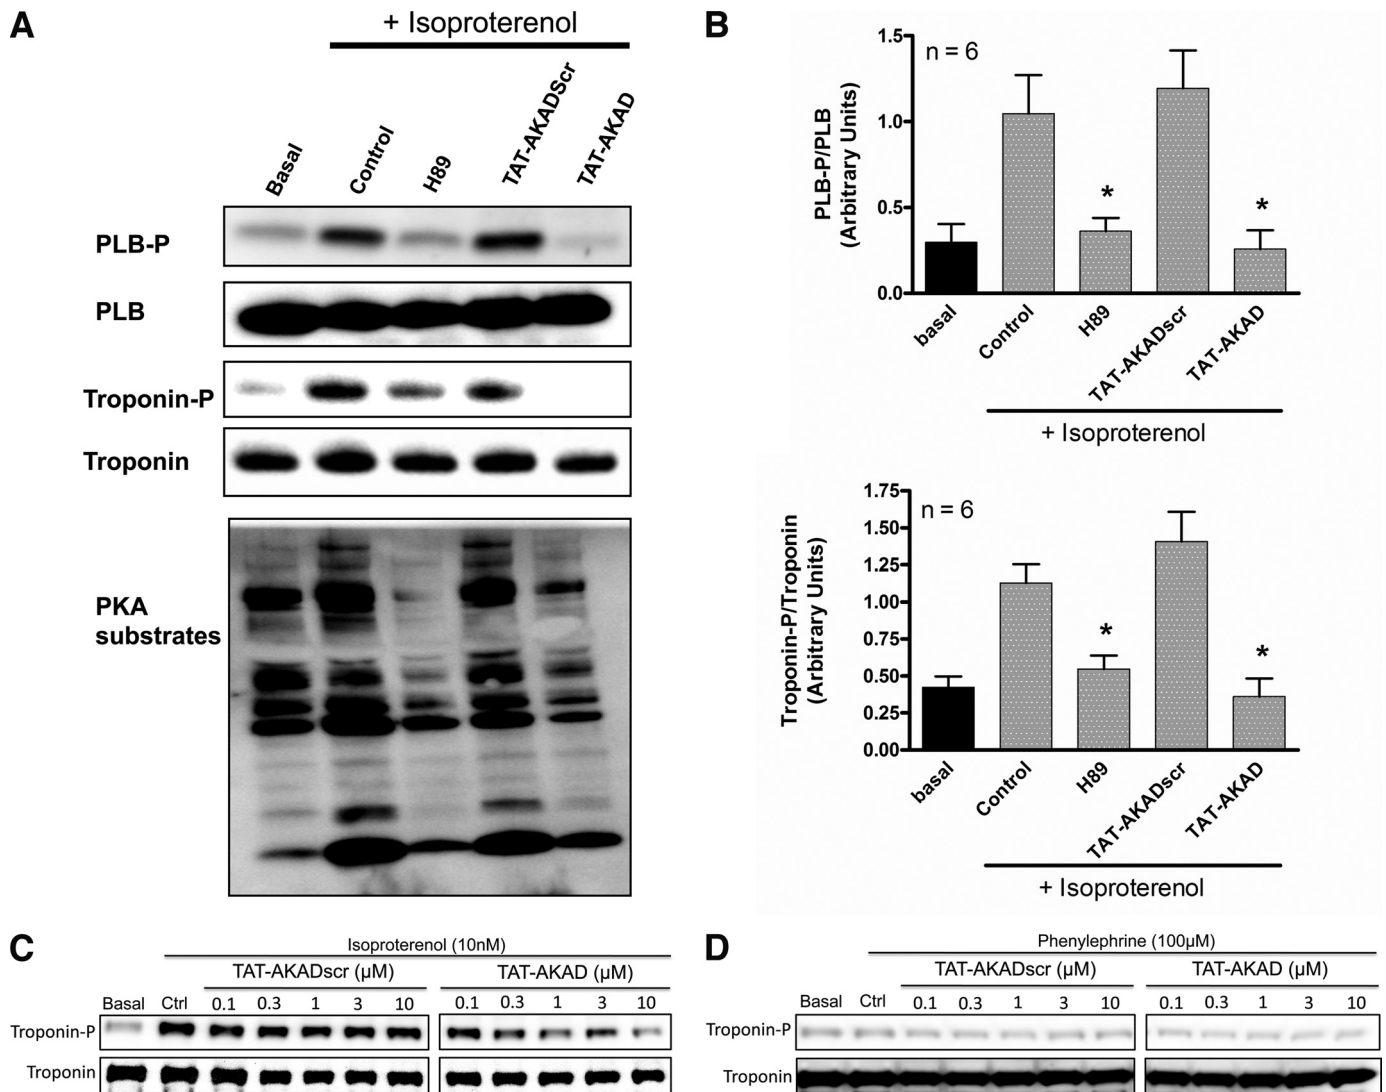 A
+ Isoproterenol
Basal
Control
H89
TAT-AKADScr
TAT-AKAD
PLB-P
PLB
Troponin-P
Troponin
PKA
substrates
B
n = 6
PLB-P/PLB
(Arbitrary Units)
1.5
1.0
0.5
0.0
*
*
basal
Control
H89
TAT-AKADscr
TAT-AKAD
+ Isoproterenol
n = 6
Troponin-P/Troponin
(Arbitrary Units)
1.75
1.50
1.25
1.00
0.75
0.50
0.25
0.00
*
*
basal
Control
H89
TAT-AKADscr
TAT-AKAD
+ Isoproterenol
C
Isoproterenol (10nM)
TAT-AKADscr (μM) TAT-AKAD (μM)
Basal Ctrl 0.1 0.3 1 3 10 0.1 0.3 1 3 10
Troponin-P
Troponin
D
Phenylephrine (100μM)
TAT-AKADscr (μM) TAT-AKAD (μM)
Basal Ctrl 0.1 0.3 1 3 10 0.1 0.3 1 3 10
Troponin-P
Troponin